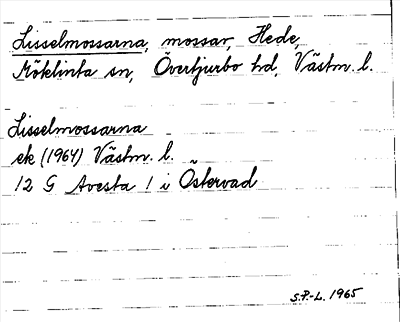 Lisselmossarna, mossar, Hede,
Möklinta sn, Övertjurbo hd, Västm. l.
Lisselmossarna
ek (1964) Västm. l.
12 G Avesta 1 i Östervad
S.P.-L. 1965